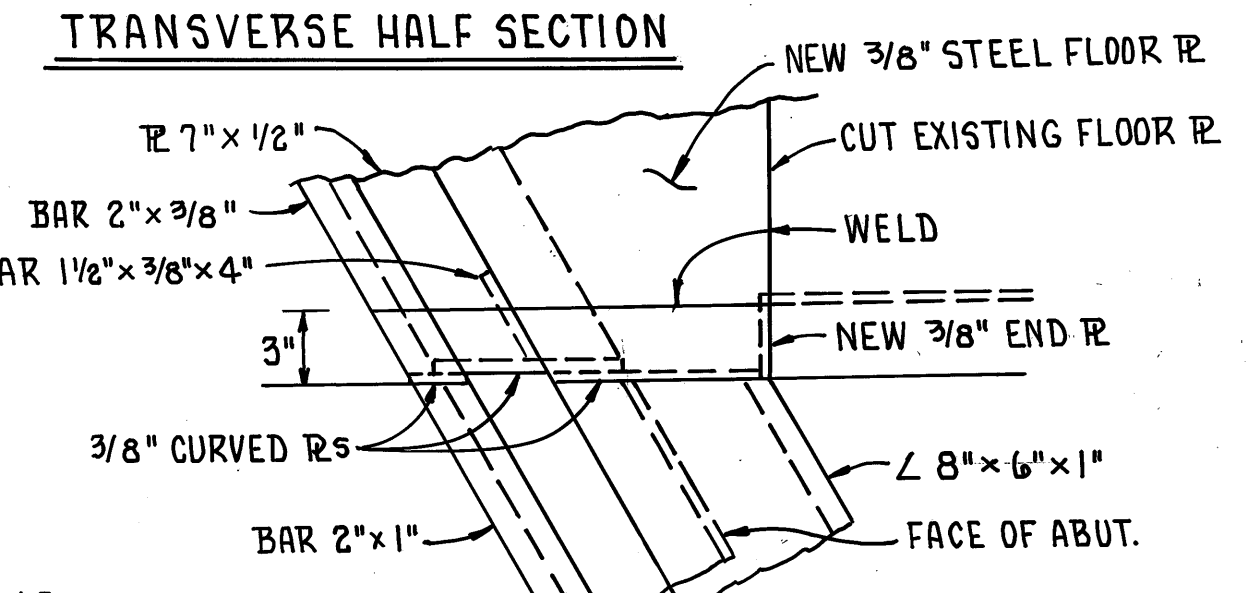 TRANSVERSE HALF SECTION
NEW 3/8" STEEL FLOOR ⅊
⅊ 7" × 1/2"
CUT EXISTING FLOOR ⅊
BAR 2" × 3/8"
WELD
AR 1 1/2" × 3/8" × 4"
3"
NEW 3/8" END ⅊
3/8" CURVED ⅊S
∠ 8" × 6" × 1"
BAR 2" × 1"
FACE OF ABUT.